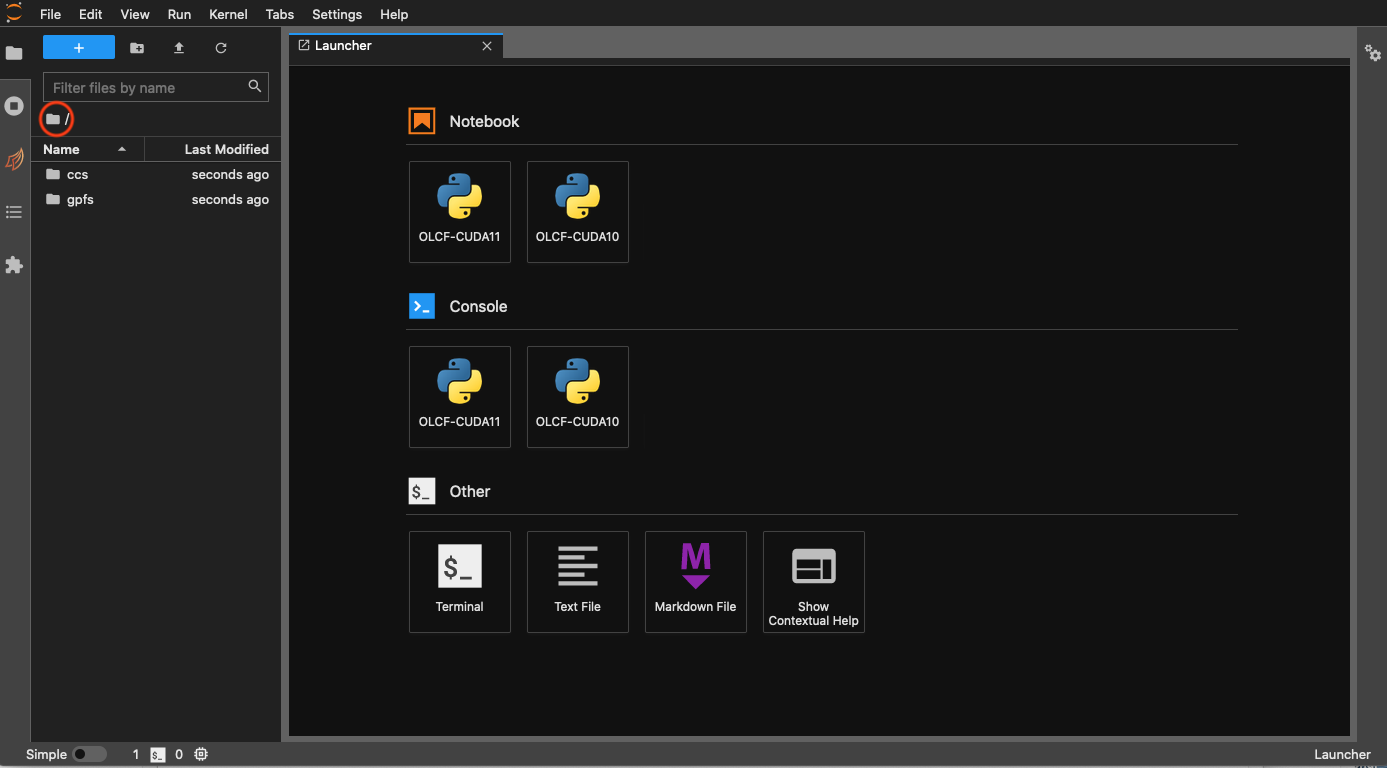 File Edit View Run Kernel Tabs Settings Help
+
Filter files by name
/
Name Last Modified
ccs seconds ago
gpfs seconds ago
Launcher
Notebook
OLCF-CUDA11 OLCF-CUDA10
Console
OLCF-CUDA11 OLCF-CUDA10
$_ Other
$_
Terminal
Text File
M
Markdown File
Show
Contextual Help
Simple 1 $_ 0 Launcher